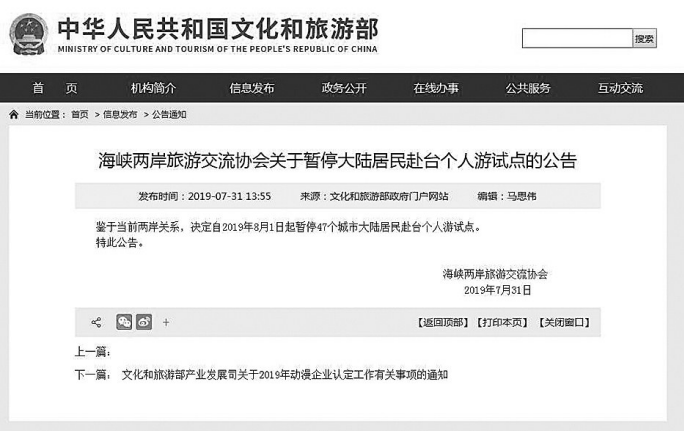 中华人民共和国文化和旅游部
MINISTRY OF CULTURE AND TOURISM OF THE PEOPLE'S REPUBLIC OF CHINA
搜索
首 页 机构简介 信息发布 政务公开 在线办事 公共服务 互动交流
当前位置： 首页 > 信息发布 > 公告通知
海峡两岸旅游交流协会关于暂停大陆居民赴台个人游试点的公告
发布时间：2019-07-31 13:55 来源：文化和旅游部政府门户网站 编辑：马思伟
鉴于当前两岸关系，决定自2019年8月1日起暂停47个城市大陆居民赴台个人游试点。
特此公告。
海峡两岸旅游交流协会
2019年7月31日
【返回顶部】【打印本页】【关闭窗口】
上一篇：
下一篇： 文化和旅游部产业发展司关于2019年动漫企业认定工作有关事项的通知